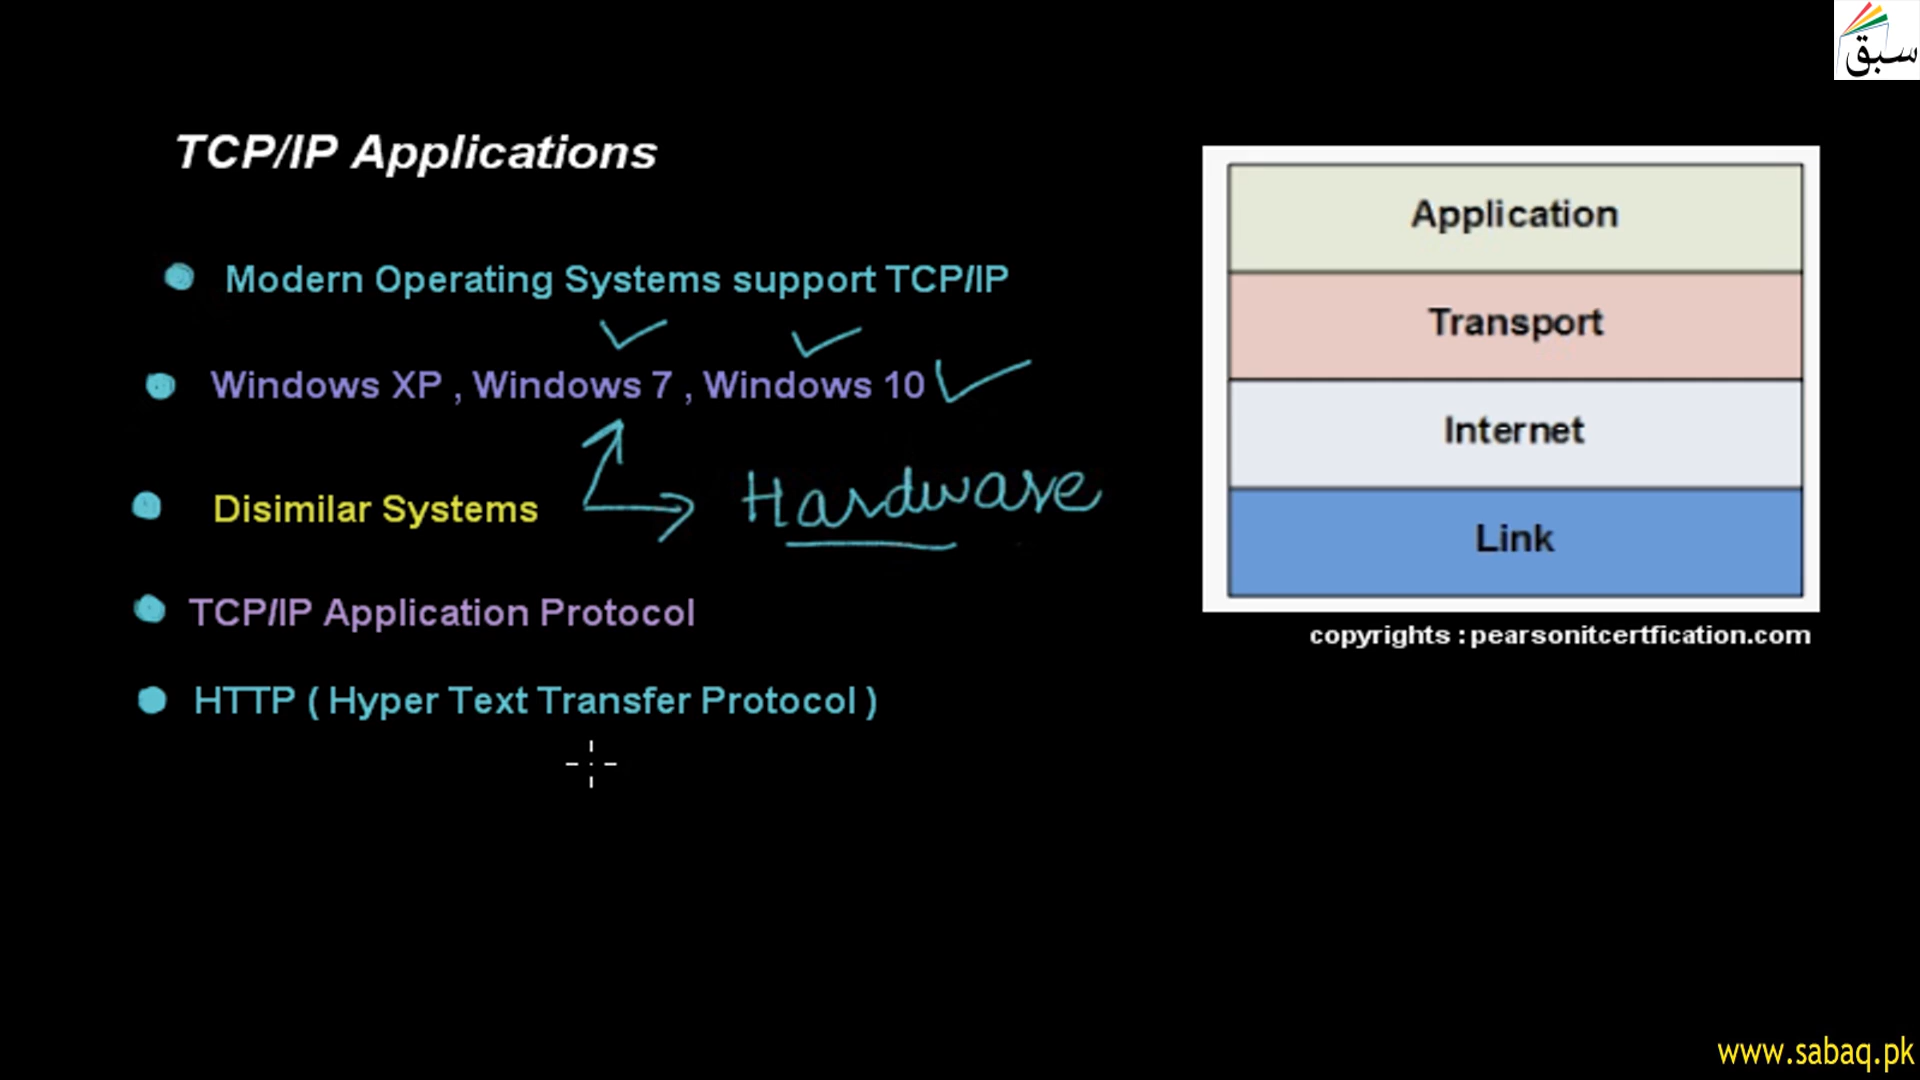 سبق
TCP/IP Applications
Modern Operating Systems support TCP/IP
Windows XP , Windows 7 , Windows 10
Disimilar Systems
Hardware
TCP/IP Application Protocol
HTTP ( Hyper Text Transfer Protocol )
Application
Transport
Internet
Link
copyrights : pearsonitcertfication.com
www.sabaq.pk